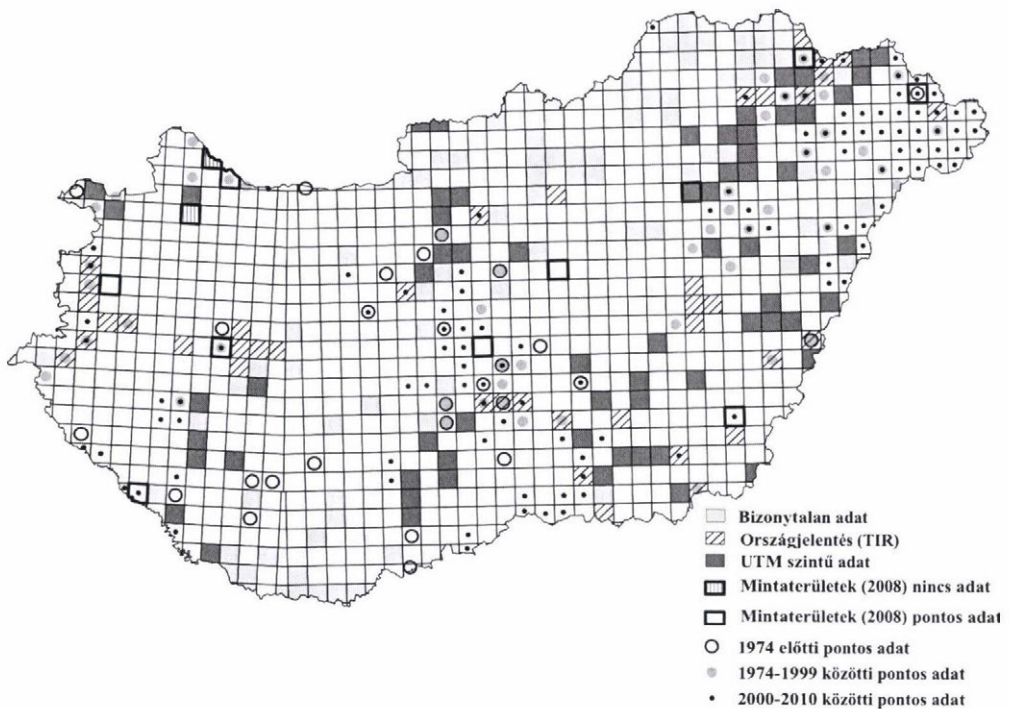 Bizonytalan adat
Országjelentés (TIR)
UTM szintű adat
Mintaterületek (2008) nincs adat
Mintaterületek (2008) pontos adat
1974 előtti pontos adat
1974-1999 közötti pontos adat
2000-2010 közötti pontos adat